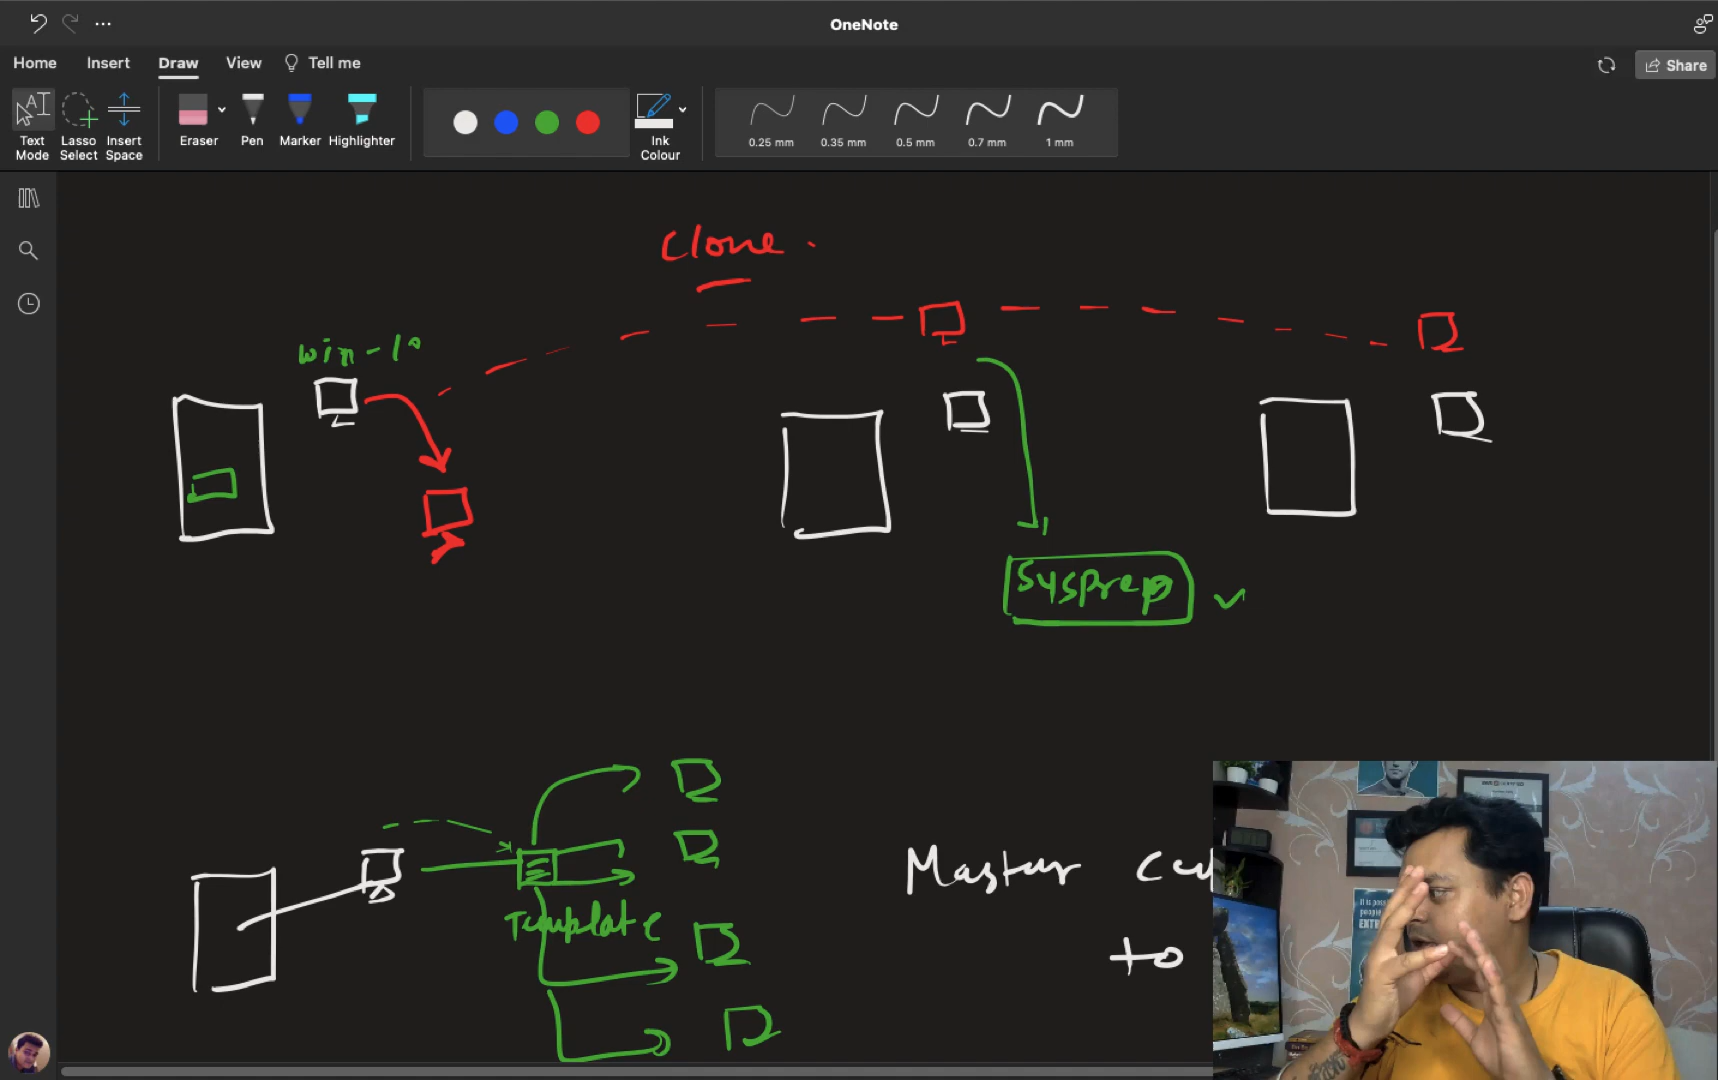 OneNote
Home Insert Draw View Tell me
Share
Text Mode
Lasso Select
Insert Space
Eraser
Pen
Marker
Highlighter
Ink Colour
0.25 mm
0.35 mm
0.5 mm
0.7 mm
1 mm
Clone
win-10
Sysprep
Template
Master
to